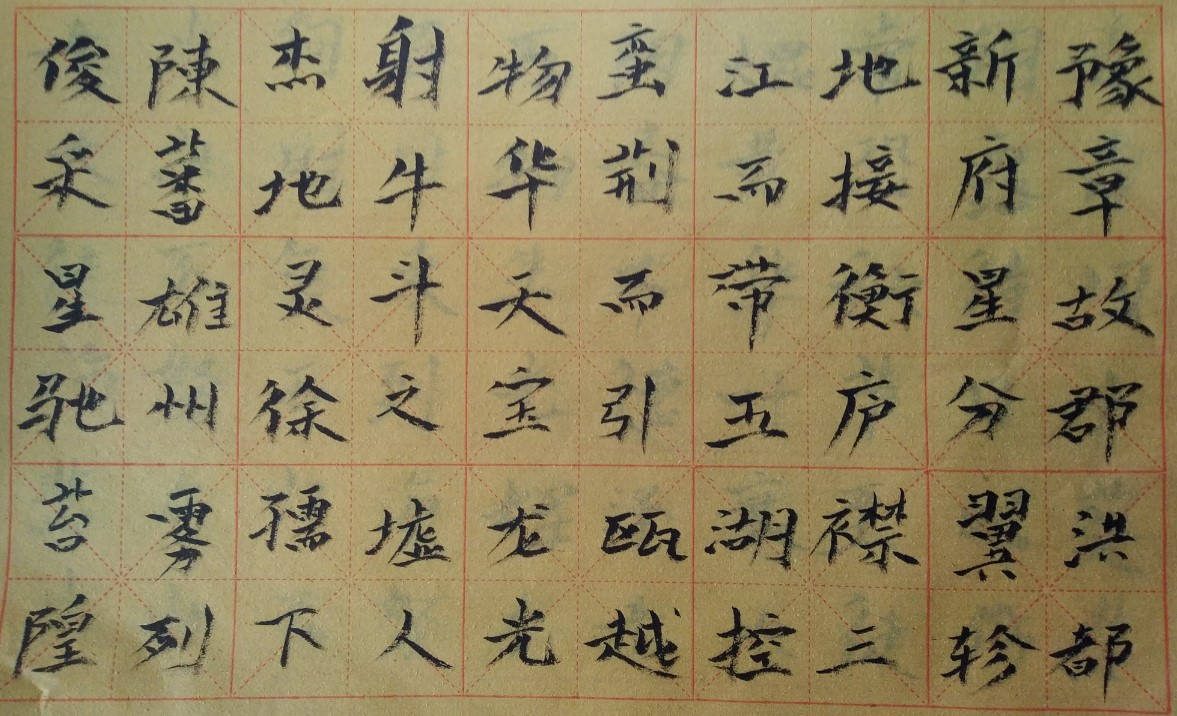 豫章故郡洪都
新府星分翼轸
地接衡庐襟三
江而带五湖控
蛮荆而引瓯越
物华天宝龙光
射牛斗之墟人
杰地灵徐孺下
陳蕃雄州雾列
俊采星驰苔隍